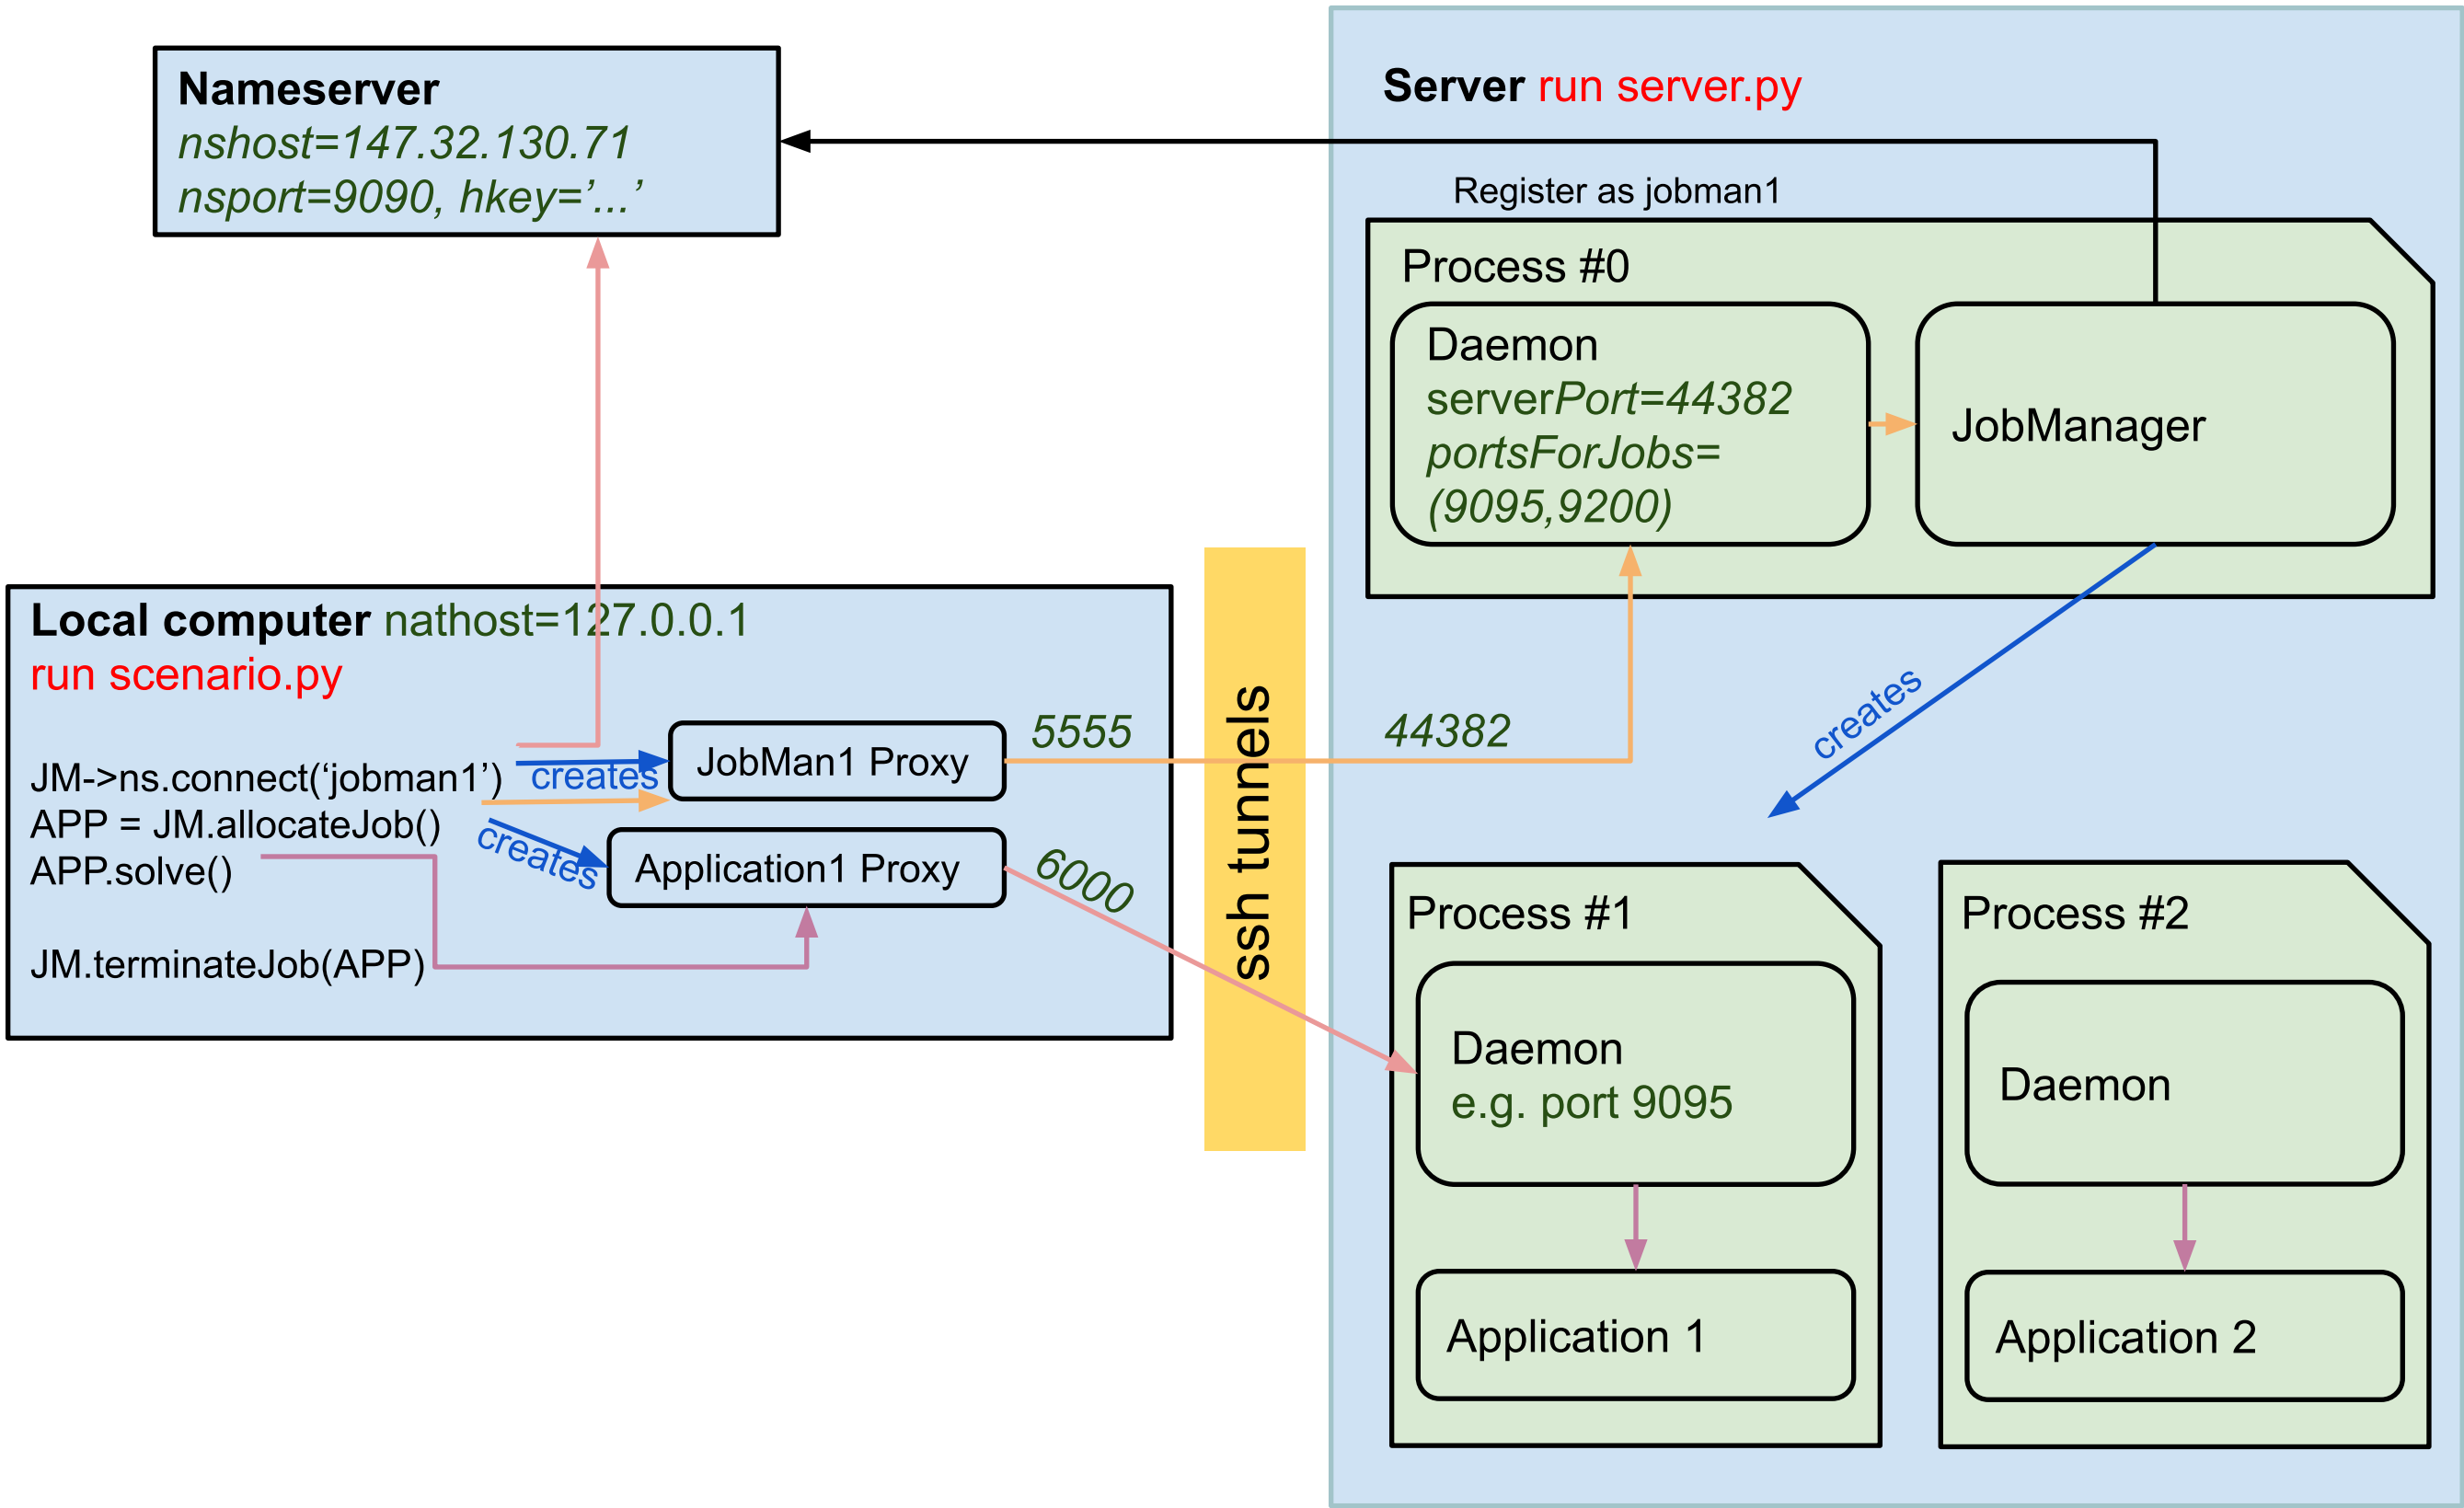 Nameserver
nshost=147.32.130.71
nsport=9090, hkey='...'
Server run server.py
Register as jobman1
Process #0
Daemon
serverPort=44382
portsForJobs=
(9095,9200)
JobManager
Local computer nathost=127.0.0.1
run scenario.py
JM->ns.connect(‘jobman1’)
APP = JM.allocateJob()
APP.solve()
JM.terminateJob(APP)
creates
creates
JobMan1 Proxy
Application1 Proxy
5555
6000
ssh tunnels
44382
creates
Process #1
Daemon
e.g. port 9095
Application 1
Process #2
Daemon
Application 2